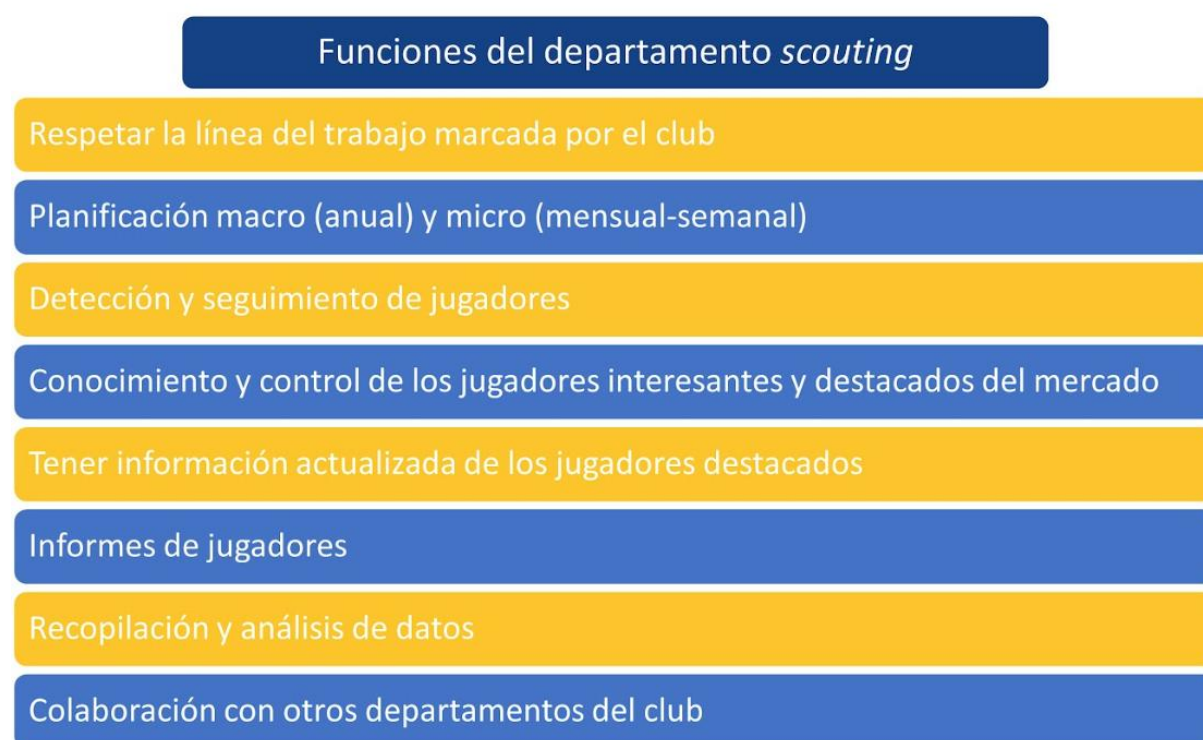 Funciones del departamento scouting
Respetar la línea del trabajo marcada por el club
Planificación macro (anual) y micro (mensual-semanal)
Detección y seguimiento de jugadores
Conocimiento y control de los jugadores interesantes y destacados del mercado
Tener información actualizada de los jugadores destacados
Informes de jugadores
Recopilación y análisis de datos
Colaboración con otros departamentos del club